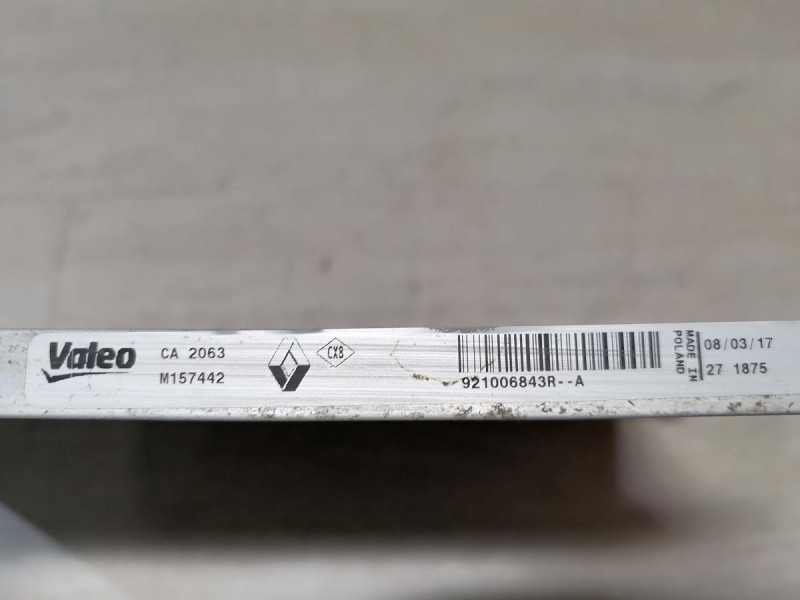 Valeo
CA 2063
M157442
CX8
921006843R--A
MADE IN
POLAND
08/03/17
27 1875